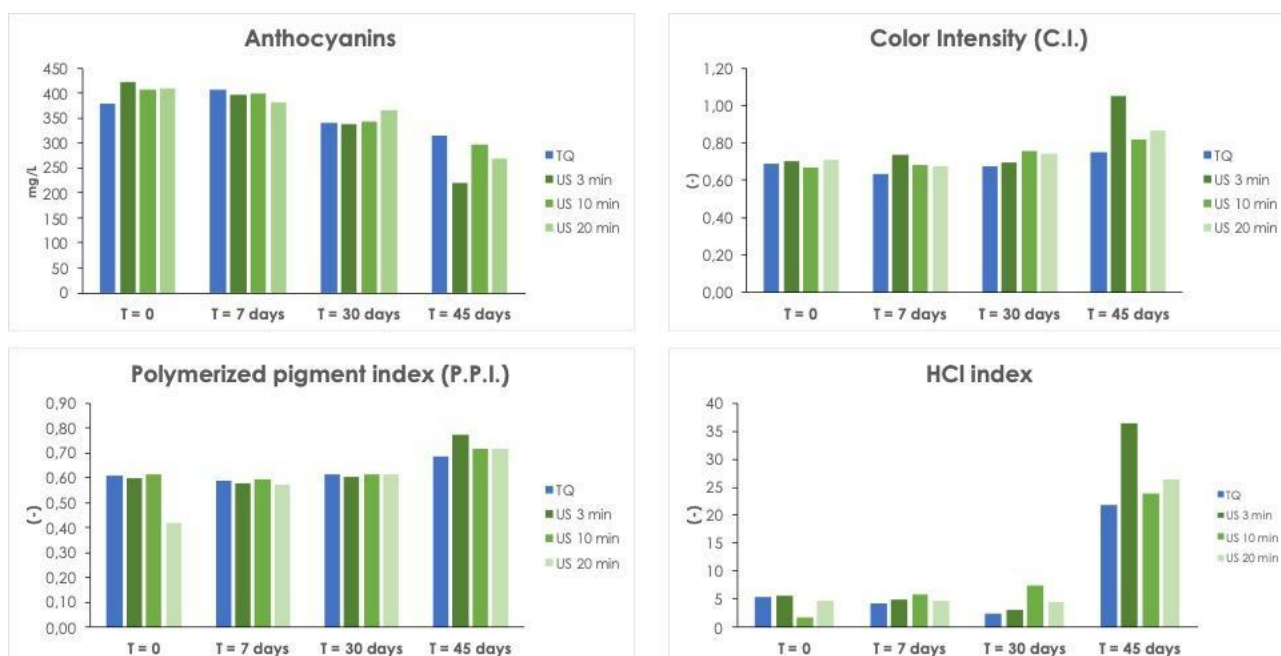 Anthocyanins
450
400
350
300
250
200
150
100
50
0
mg/L
T = 0 T = 7 days T = 30 days T = 45 days
TQ
US 3 min
US 10 min
US 20 min
Color Intensity (C.I.)
1,20
1,00
0,80
0,60
0,40
0,20
0,00
(-)
T = 0 T = 7 days T = 30 days T = 45 days
TQ
US 3 min
US 10 min
US 20 min
Polymerized pigment index (P.P.I.)
0,90
0,80
0,70
0,60
0,50
0,40
0,30
0,20
0,10
0,00
(-)
T = 0 T = 7 days T = 30 days T = 45 days
TQ
US 3 min
US 10 min
US 20 min
HCl index
40
35
30
25
20
15
10
5
0
(-)
T = 0 T = 7 days T = 30 days T = 45 days
TQ
US 3 min
US 10 min
US 20 min